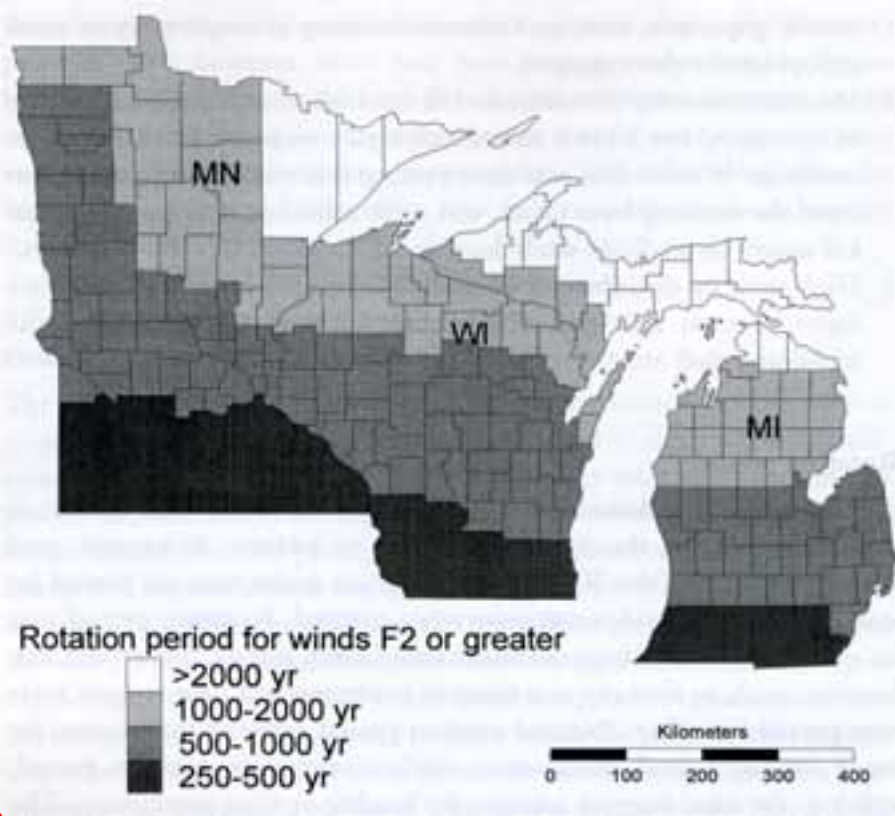 MN
WI
MI
Rotation period for winds F2 or greater
>2000 yr
1000-2000 yr
500-1000 yr
250-500 yr
Kilometers
0 100 200 300 400